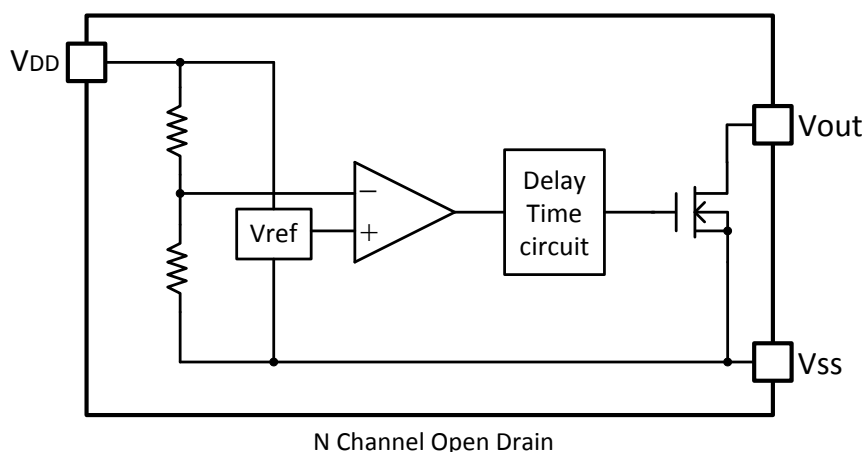 VDD
Vout
−
Vref
+
Delay
Time
circuit
Vss
N Channel Open Drain